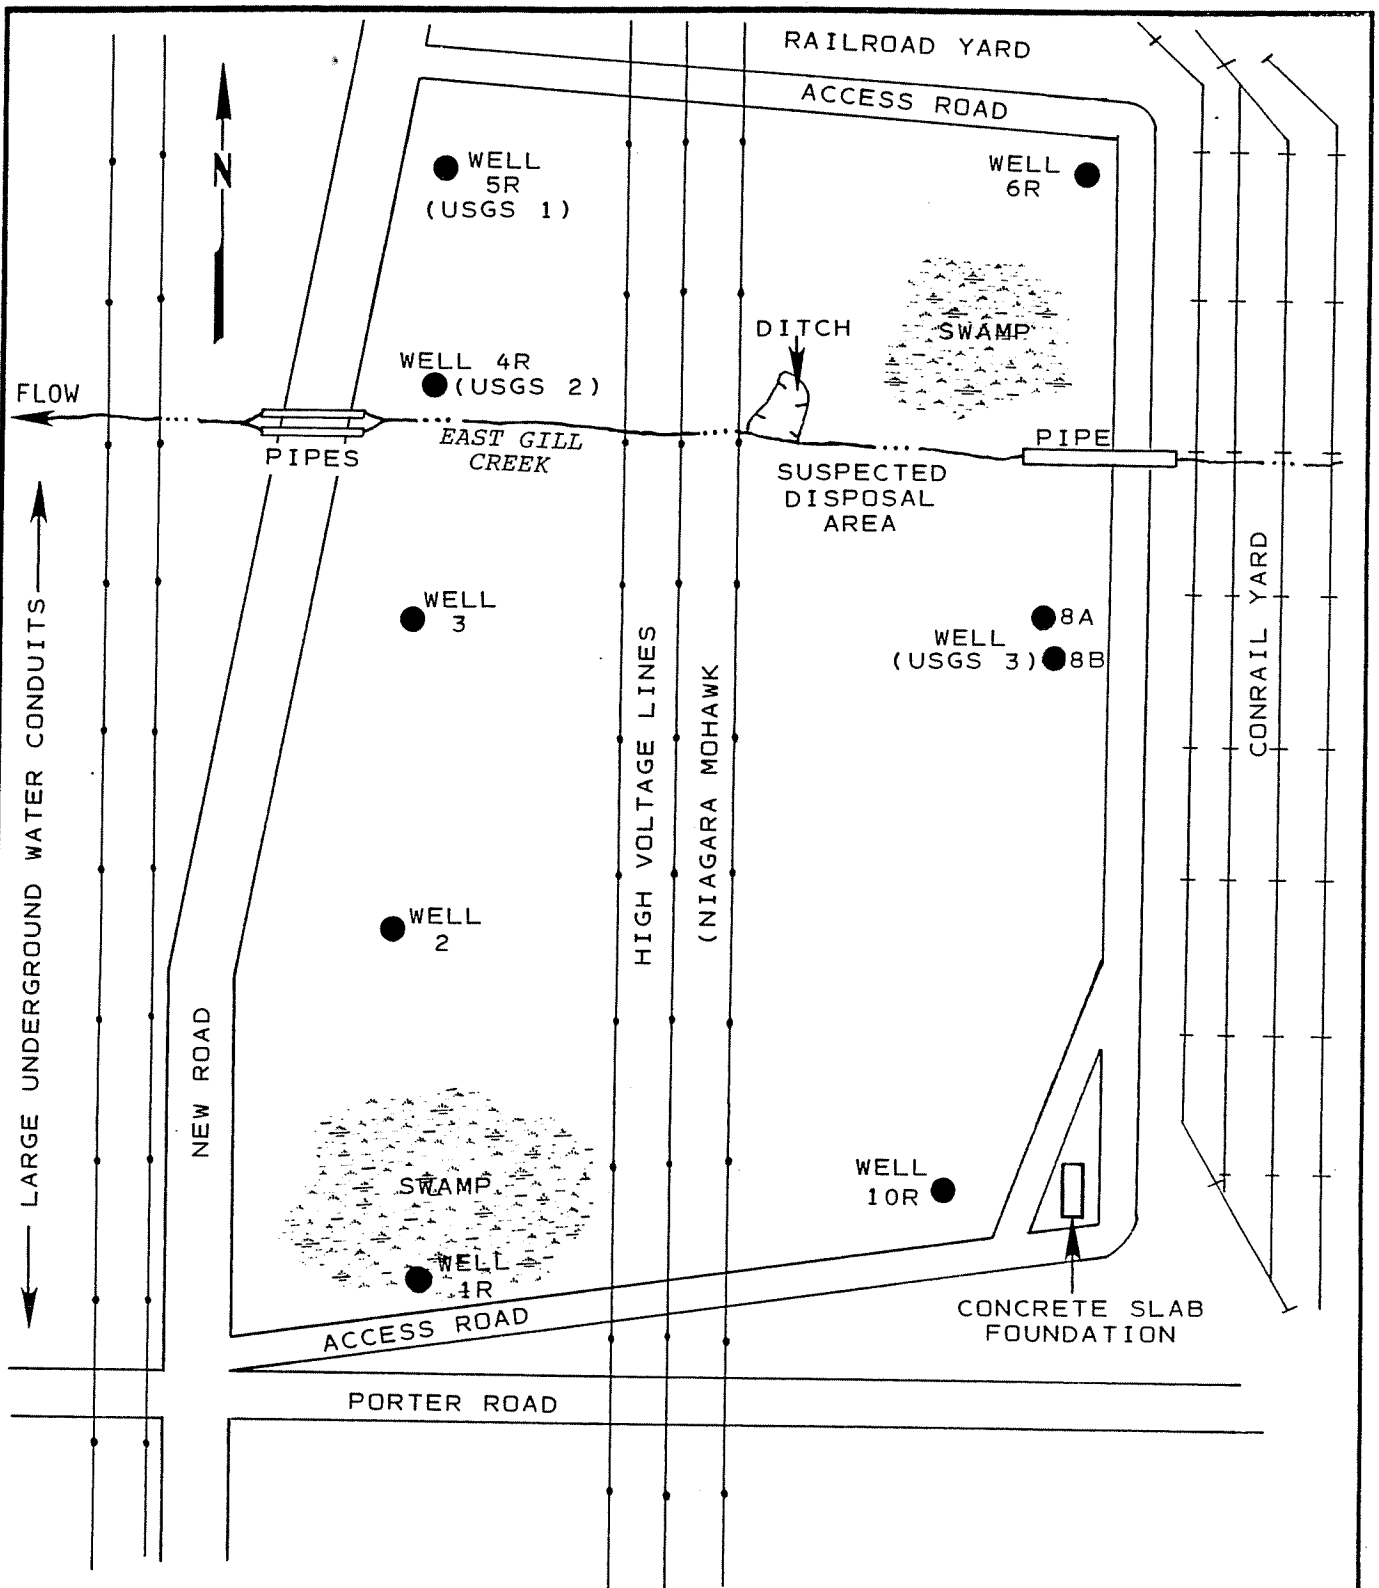 RAILROAD YARD
ACCESS ROAD
N
WELL
5R
(USGS 1)
WELL
6R
SWAMP
DITCH
WELL 4R
(USGS 2)
FLOW
EAST GILL
CREEK
PIPES
PIPE
SUSPECTED
DISPOSAL
AREA
WELL
3
8A
WELL
(USGS 3)
8B
LARGE UNDERGROUND WATER CONDUITS
HIGH VOLTAGE LINES
(NIAGARA MOHAWK
CONRAIL YARD
WELL
2
NEW ROAD
SWAMP
WELL
10R
WELL
1R
CONCRETE SLAB
FOUNDATION
ACCESS ROAD
PORTER ROAD